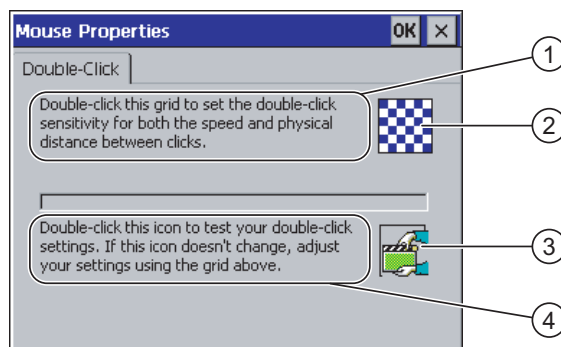 Mouse Properties OK ×
Double-Click
1
Double-click this grid to set the double-click
sensitivity for both the speed and physical
distance between clicks.
2
Double-click this icon to test your double-click
settings. If this icon doesn't change, adjust
your settings using the grid above.
3
4